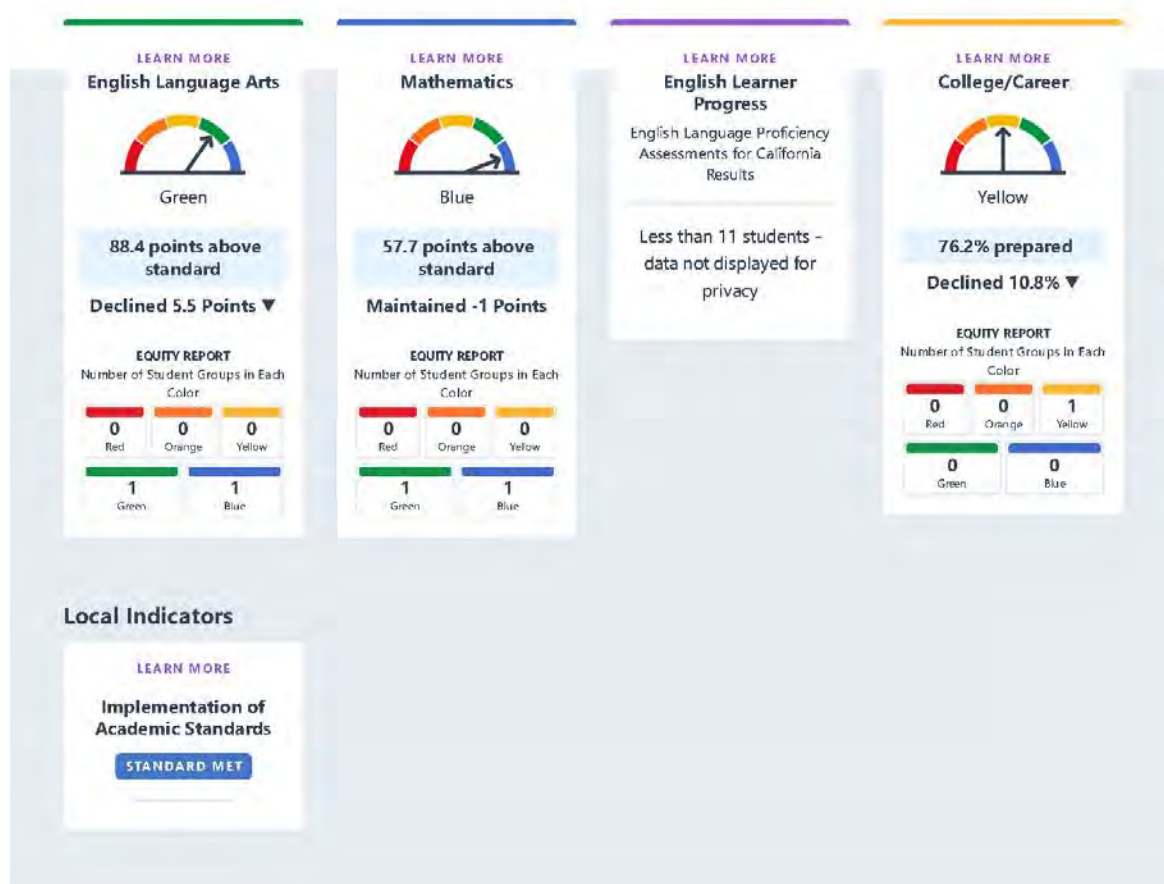 LEARN MORE
English Language Arts
Green
88.4 points above
standard
Declined 5.5 Points ▼
EQUITY REPORT
Number of Student Groups in Each
Color
0
Red
0
Orange
0
Yellow
1
Green
1
Blue
LEARN MORE
Mathematics
Blue
57.7 points above
standard
Maintained -1 Points
EQUITY REPORT
Number of Student Groups in Each
Color
0
Red
0
Orange
0
Yellow
1
Green
1
Blue
LEARN MORE
English Learner
Progress
English Language Proficiency
Assessments for California
Results
Less than 11 students -
data not displayed for
privacy
LEARN MORE
College/Career
Yellow
76.2% prepared
Declined 10.8% ▼
EQUITY REPORT
Number of Student Groups in Each
Color
0
Red
0
Orange
1
Yellow
0
Green
0
Blue
Local Indicators
LEARN MORE
Implementation of
Academic Standards
STANDARD MET